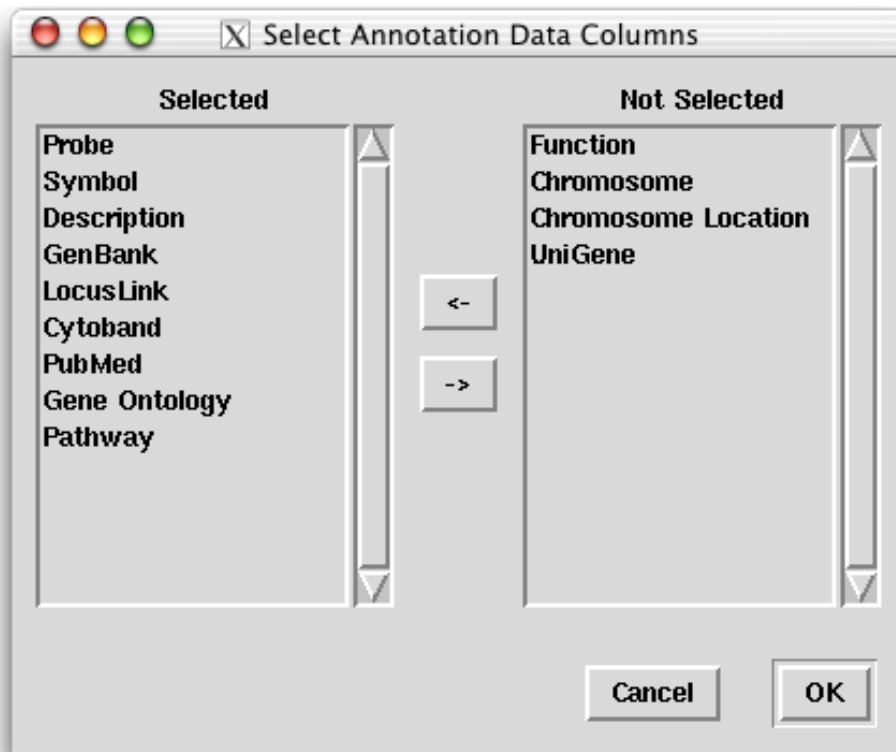 Select Annotation Data Columns
Selected
Not Selected
Probe
Symbol
Description
GenBank
LocusLink
Cytoband
PubMed
Gene Ontology
Pathway
<-
->
Function
Chromosome
Chromosome Location
UniGene
Cancel
OK